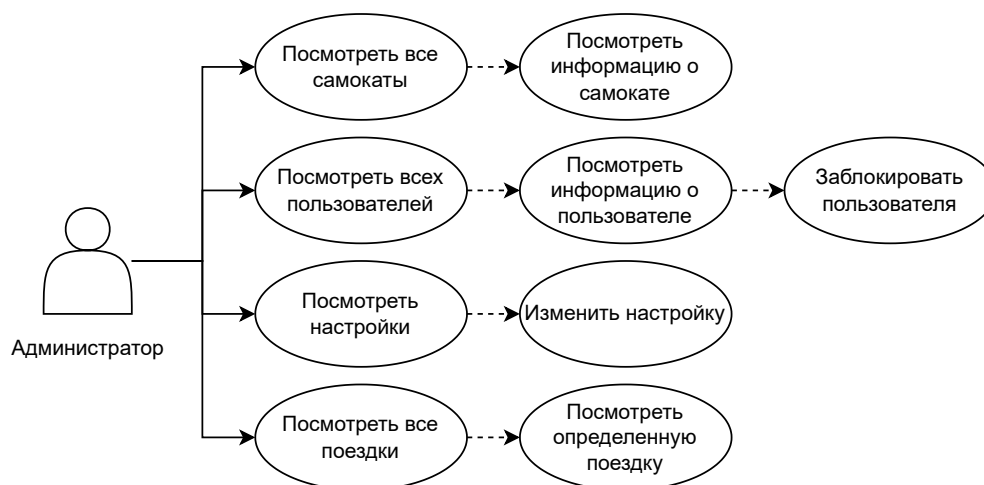 Посмотреть все
самокаты
Посмотреть
информацию о
самокате
Посмотреть всех
пользователей
Посмотреть
информацию о
пользователе
Заблокировать
пользователя
Администратор
Посмотреть
настройки
Изменить настройку
Посмотреть все
поездки
Посмотреть
определенную
поездку